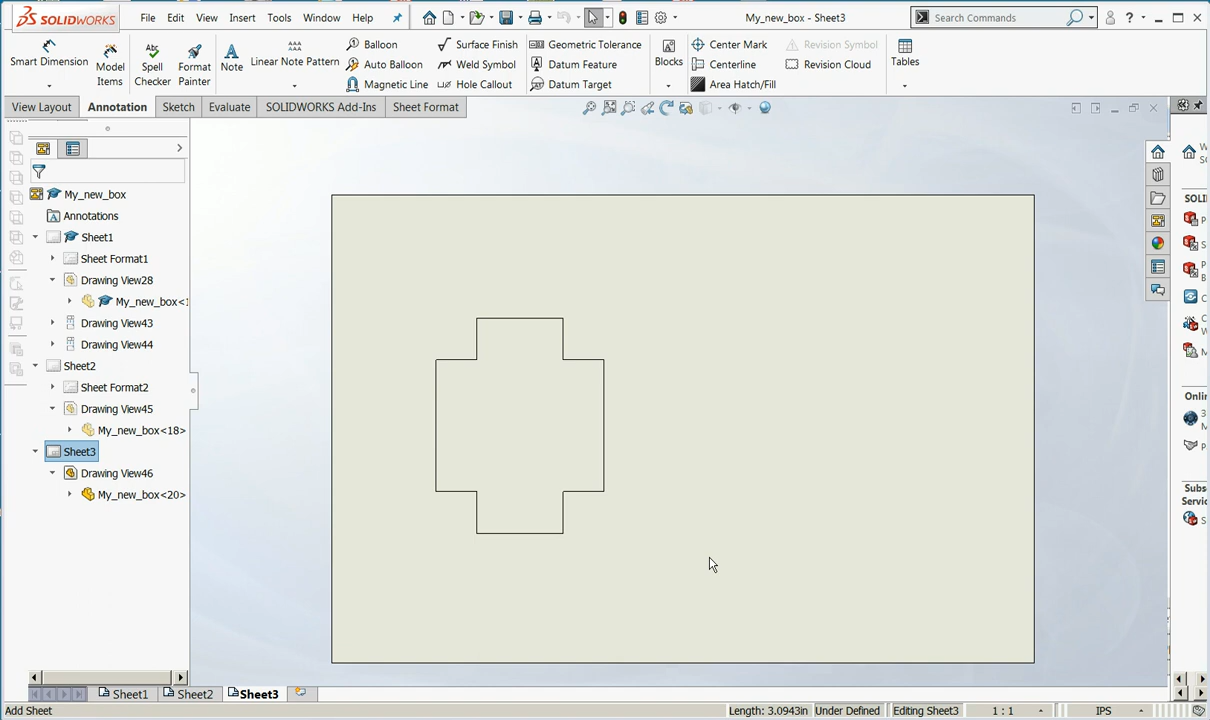 SOLIDWORKS File Edit View Insert Tools Window Help My_new_box - Sheet3 Search Commands ?
Smart Dimension Model Items Spell Checker Format Painter Note Linear Note Pattern
Balloon Surface Finish Geometric Tolerance Blocks Center Mark Revision Symbol Tables
Auto Balloon Weld Symbol Datum Feature Centerline Revision Cloud
Magnetic Line Hole Callout Datum Target Area Hatch/Fill
View Layout Annotation Sketch Evaluate SOLIDWORKS Add-Ins Sheet Format
My_new_box
Annotations
Sheet1
Sheet Format1
Drawing View28
My_new_box<1
Drawing View43
Drawing View44
Sheet2
Sheet Format2
Drawing View45
My_new_box<18>
Sheet3
Drawing View46
My_new_box<20>
SOLI
Onlin
Subs
Servic
Sheet1 Sheet2 Sheet3
Add Sheet Length: 3.0943in Under Defined Editing Sheet3 1 : 1 IPS